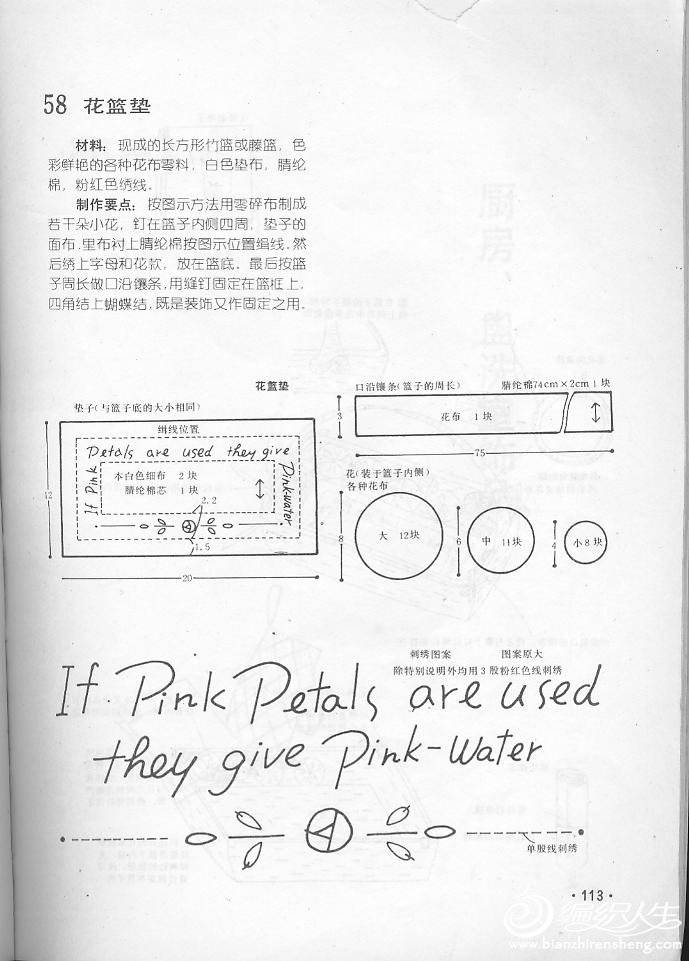 58 花篮垫
材料：现成的长方形竹篮或藤篮，色
彩鲜艳的各种花布零料，白色垫布，腈纶
棉，粉红色绣线。
制作要点：按图示方法用零碎布制成
若干朵小花，钉在篮子内侧四周，垫子的
面布、里布衬上腈纶棉按图示位置缉线。然
后绣上字母和花款，放在篮底。最后按篮
子周长做口沿镶条，用缝钉固定在篮框上，
四角结上蝴蝶结，既是装饰又作固定之用。
花篮垫
垫子(与篮子底的大小相同)
缉线位置
If Pink Petals are used they give Pink-water
本白色细布 2块
腈纶棉芯 1块
2.2
1.5
12
20
口沿镶条(篮子的周长) 腈纶棉74cm×2cm 1块
3
花布 1块
75
花(装于篮子内侧)
各种花布
8
大 12块
6
中 11块
4
小8块
刺绣图案 图案原大
除特别说明外均用3股粉红色线刺绣
If Pink Petals are used
they give Pink-Water
单股线刺绣
·113·
编织人生
www.bianzhirensheng.com